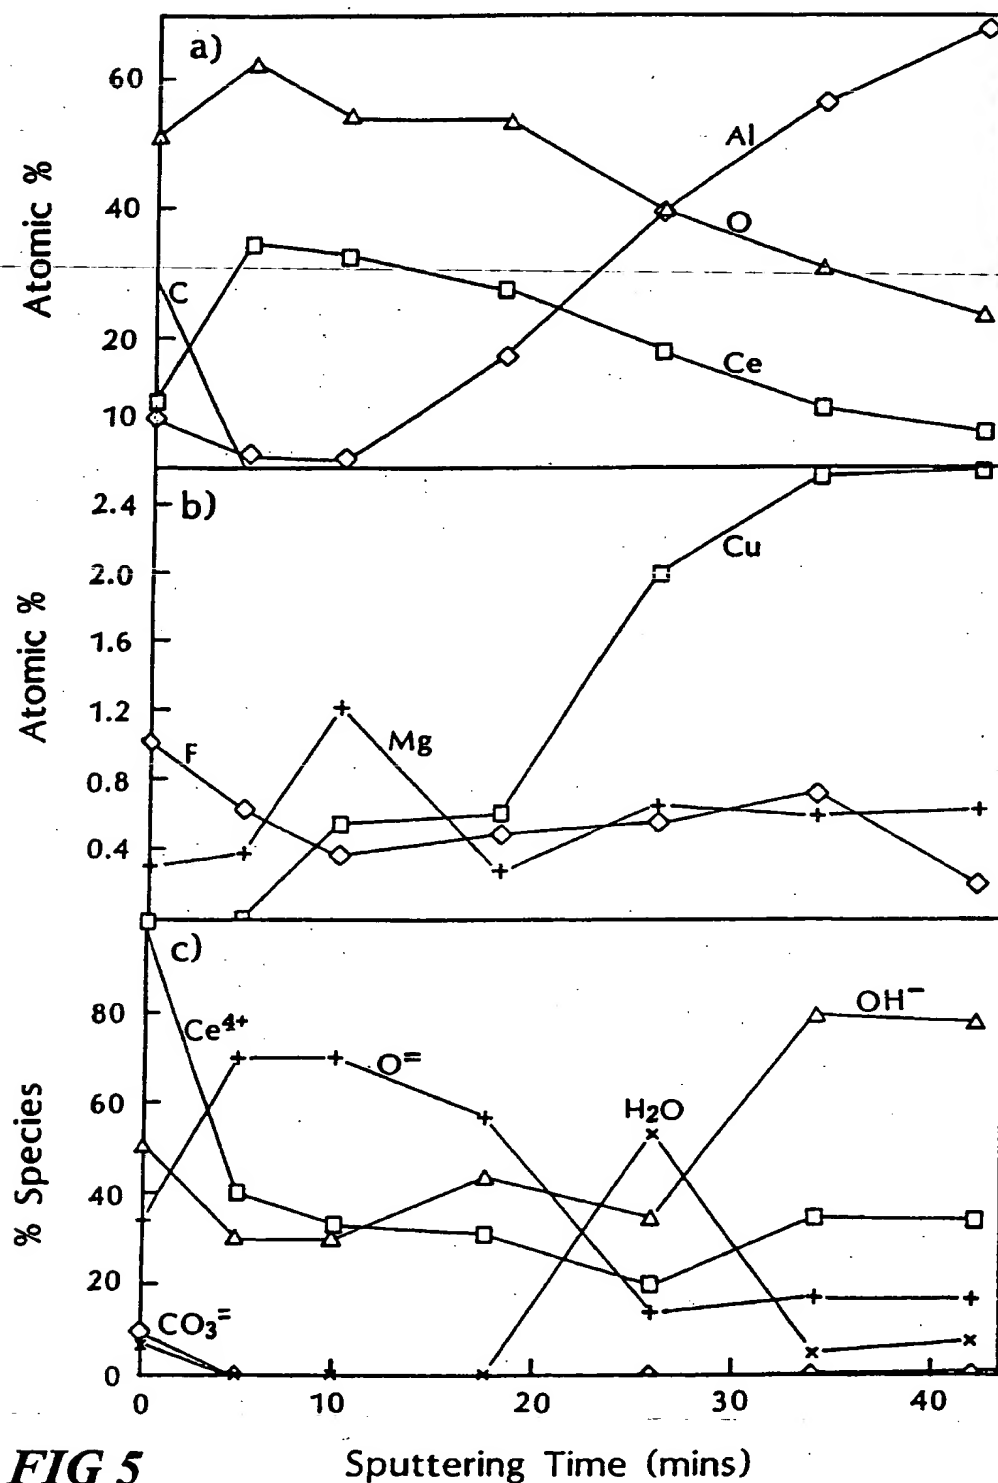 a)
60
40
20
10
Atomic %
Al
O
C
Ce
b)
2.4
2.0
1.6
1.2
0.8
0.4
Atomic %
Cu
F
Mg
c)
80
60
40
20
0
% Species
Ce4+
O=
H2O
OH−
CO3=
0 10 20 30 40
FIG 5 Sputtering Time (mins)